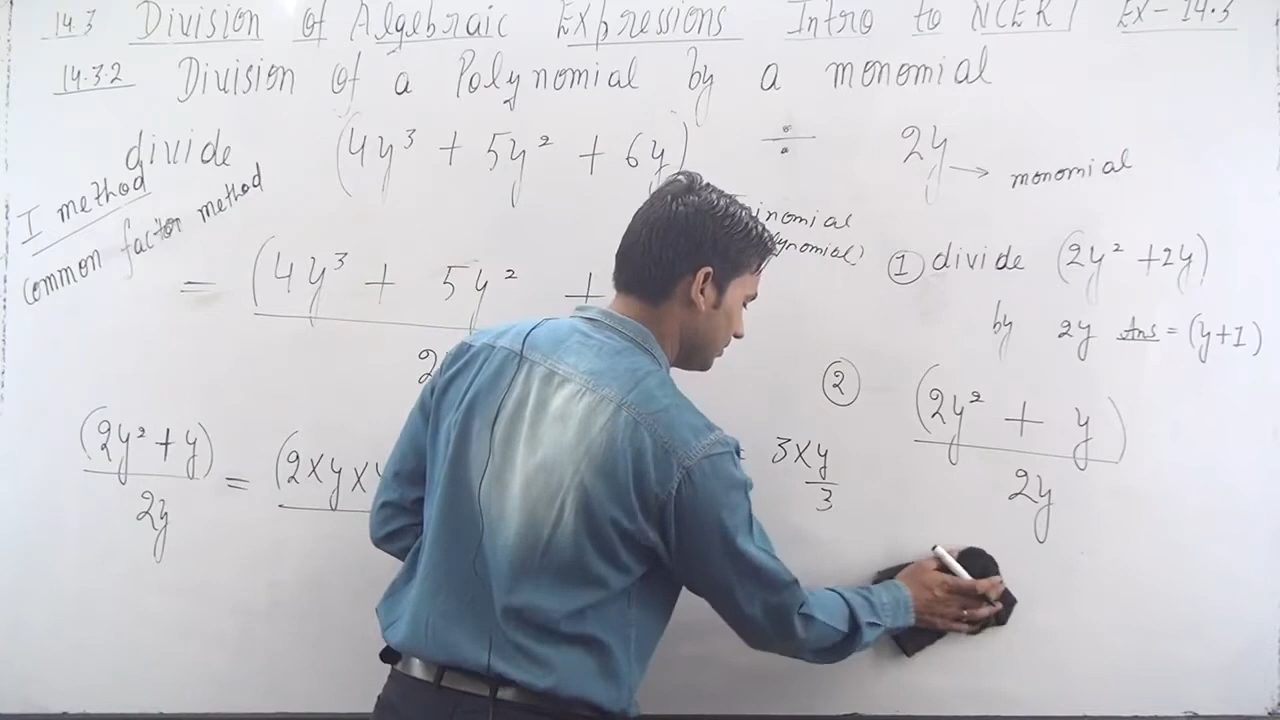 14.3 Division of Algebraic Expressions Intro to NCERT EX-14.3
14.3.2 Division of a Polynomial by a monomial
divide (4y³ + 5y² + 6y) ÷ 2y → monomial
I method
common factor method
= (4y³ + 5y² +
① divide (2y² + 2y)
by 2y Ans = (y+1)
② (2y² + y)
2y
(2y² + y)
2y
= (2×y×
3×y
3